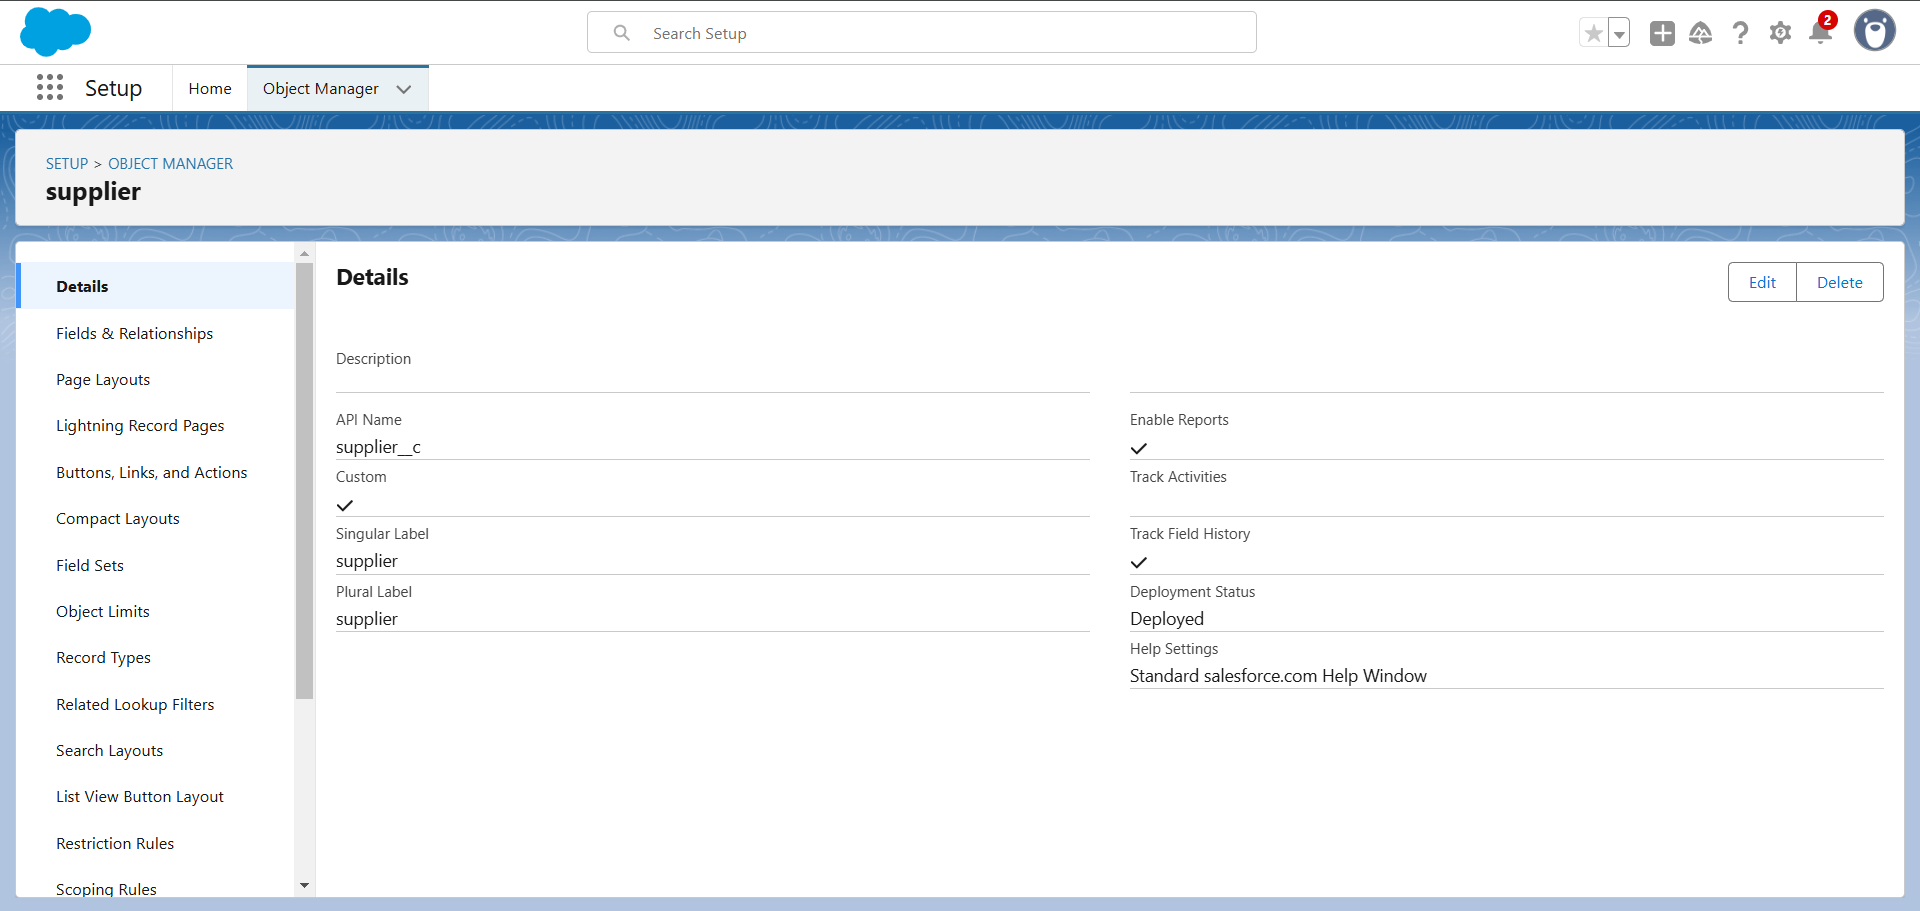 Search Setup
2
Setup
Home
Object Manager
SETUP > OBJECT MANAGER
supplier
Details
Fields & Relationships
Page Layouts
Lightning Record Pages
Buttons, Links, and Actions
Compact Layouts
Field Sets
Object Limits
Record Types
Related Lookup Filters
Search Layouts
List View Button Layout
Restriction Rules
Scoping Rules
Details
Edit
Delete
Description
API Name
supplier__c
Custom
Singular Label
supplier
Plural Label
supplier
Enable Reports
Track Activities
Track Field History
Deployment Status
Deployed
Help Settings
Standard salesforce.com Help Window